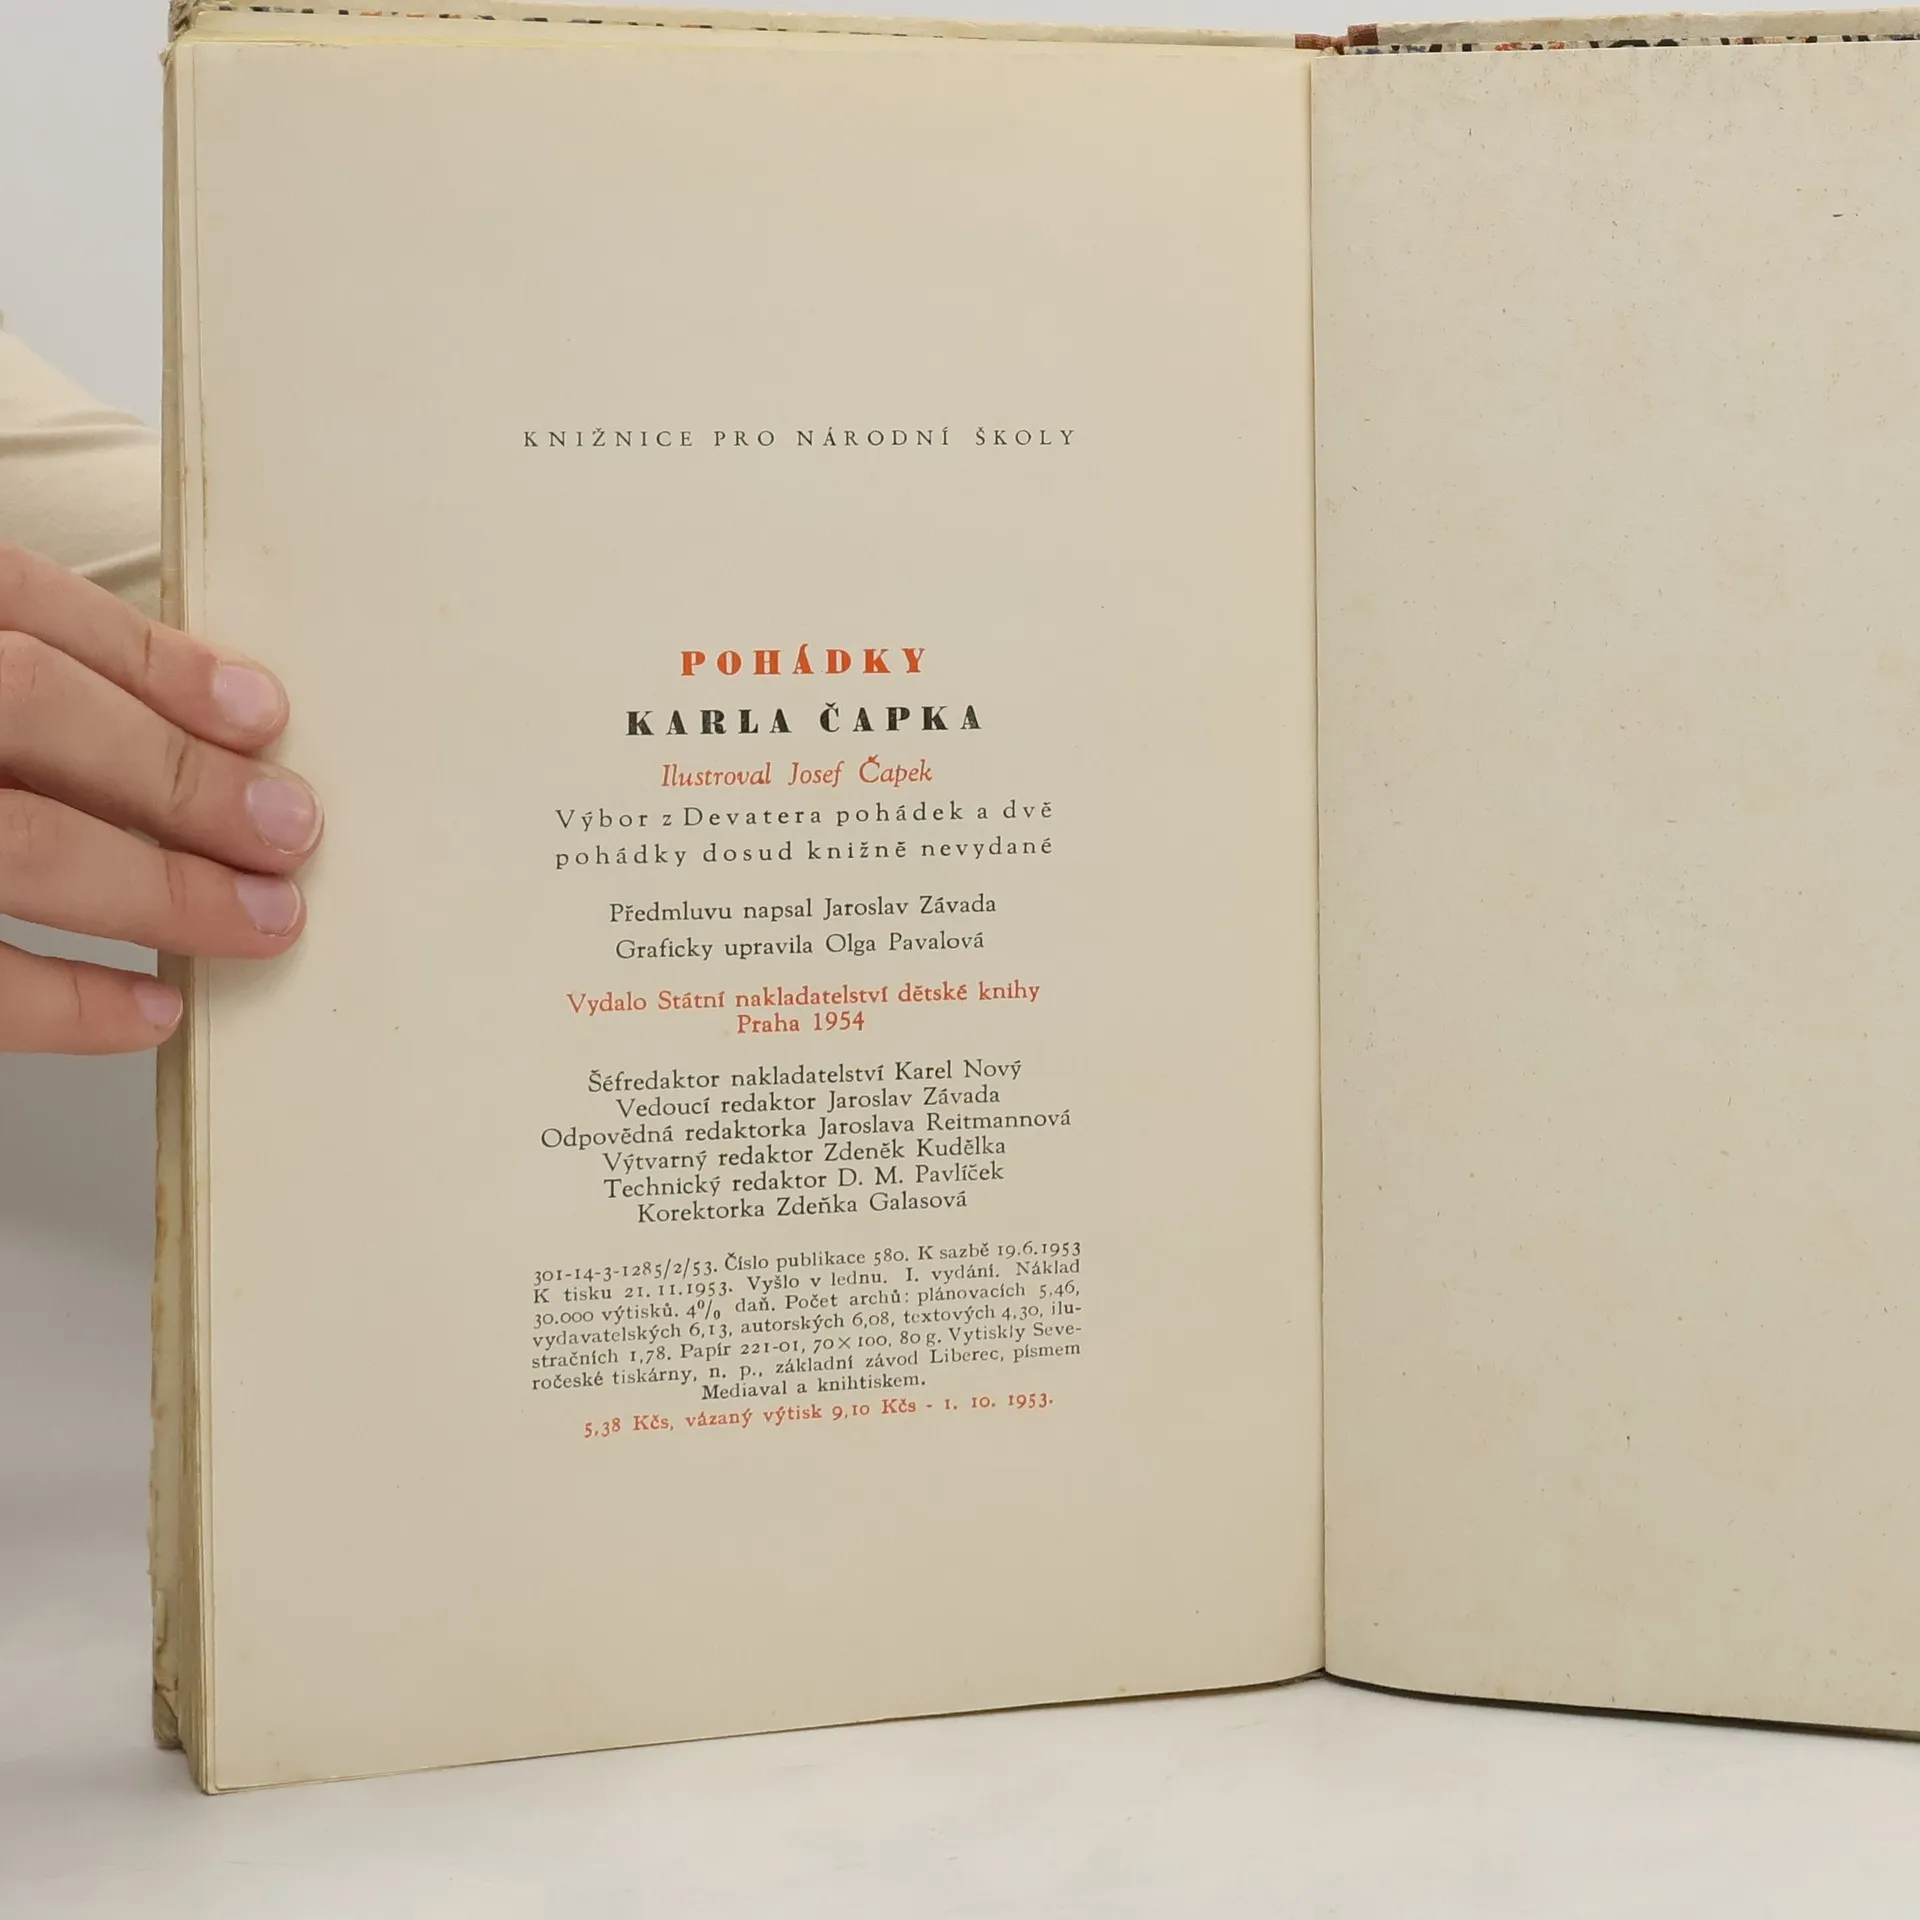 KNIŽNICE PRO NÁRODNÍ ŠKOLY
POHÁDKY
KARLA ČAPKA
Ilustroval Josef Čapek
Výbor z Devatera pohádek a dvě
pohádky dosud knižně nevydané
Předmluvu napsal Jaroslav Závada
Graficky upravila Olga Pavalová
Vydalo Státní nakladatelství dětské knihy
Praha 1954
Šéfredaktor nakladatelství Karel Nový
Vedoucí redaktor Jaroslav Závada
Odpovědná redaktorka Jaroslava Reitmannová
Výtvarný redaktor Zdeněk Kudělka
Technický redaktor D. M. Pavlíček
Korektorka Zdeňka Galasová
301-14-3-1285/2/53. Číslo publikace 580. K sazbě 19.6.1953
K tisku 21.11.1953. Vyšlo v lednu. I. vydání. Náklad
30.000 výtisků. 4% daň. Počet archů: plánovacích 5,46,
vydavatelských 6,13, autorských 6,08, textových 4,30, ilu-
stračních 1,78. Papír 221-01, 70×100, 80 g. Vytiskly Seve-
ročeské tiskárny, n. p., základní závod Liberec, písmem
Mediaval a knihtiskem.
5,38 Kčs, vázaný výtisk 9,10 Kčs - 1. 10. 1953.